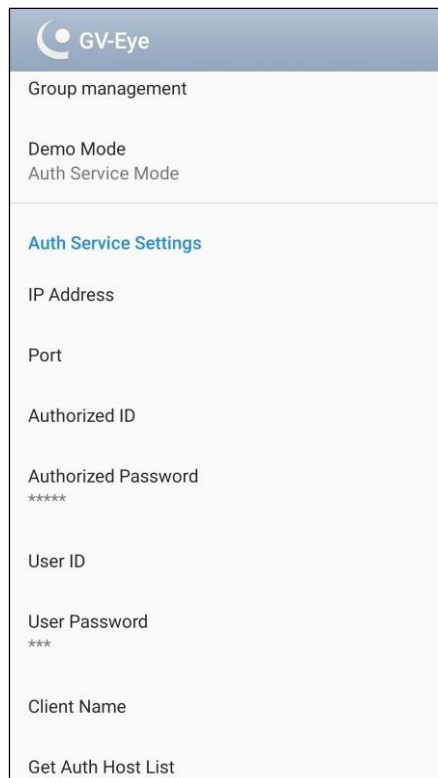 GV-Eye
Group management
Demo Mode
Auth Service Mode
Auth Service Settings
IP Address
Port
Authorized ID
Authorized Password
*****
User ID
User Password
***
Client Name
Get Auth Host List